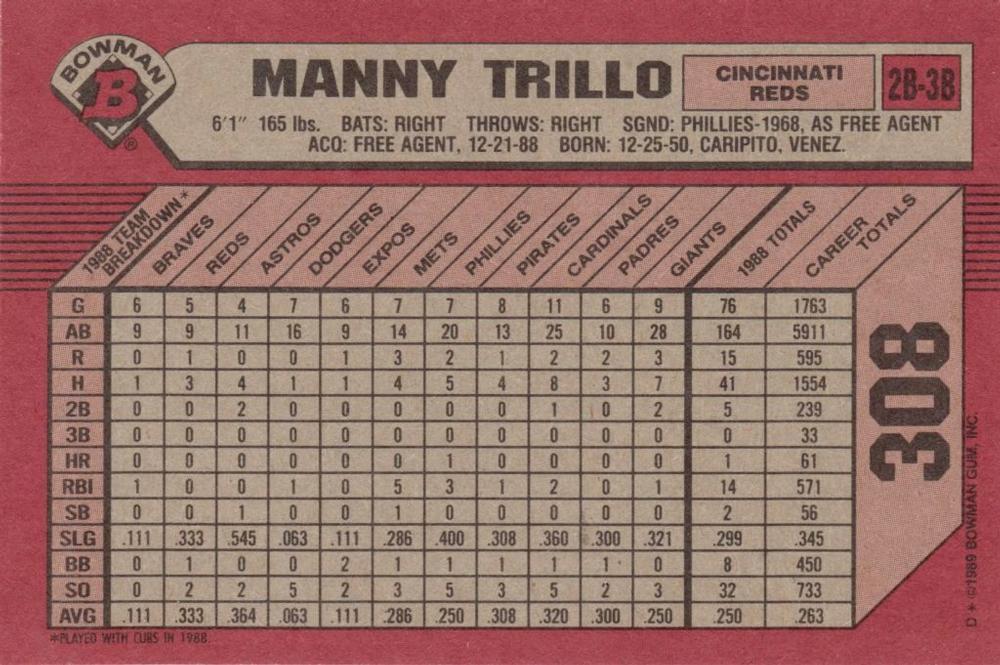 BOWMAN
B
®
MANNY TRILLO
CINCINNATI
REDS
2B-3B
6'1" 165 lbs. BATS: RIGHT THROWS: RIGHT SGND: PHILLIES-1968, AS FREE AGENT
ACQ: FREE AGENT, 12-21-88 BORN: 12-25-50, CARIPITO, VENEZ.
1988 TEAM
BREAKDOWN* BRAVES REDS ASTROS DODGERS EXPOS METS PHILLIES PIRATES CARDINALS PADRES GIANTS 1988 TOTALS CAREER
TOTALS
G 6 5 4 7 6 7 7 8 11 6 9 76 1763
AB 9 9 11 16 9 14 20 13 25 10 28 164 5911
R 0 1 0 0 1 3 2 1 2 2 3 15 595
H 1 3 4 1 1 4 5 4 8 3 7 41 1554
2B 0 0 2 0 0 0 0 0 1 0 2 5 239
3B 0 0 0 0 0 0 0 0 0 0 0 0 33
HR 0 0 0 0 0 0 1 0 0 0 0 1 61
RBI 1 0 0 1 0 5 3 1 2 0 1 14 571
SB 0 0 1 0 0 1 0 0 0 0 0 2 56
SLG .111 .333 .545 .063 .111 .286 .400 .308 .360 .300 .321 .299 .345
BB 0 1 0 0 2 1 1 1 1 1 0 8 450
SO 0 2 2 5 2 3 5 3 5 2 3 32 733
AVG .111 .333 .364 .063 .111 .286 .250 .308 .320 .300 .250 .250 .263
*PLAYED WITH CUBS IN 1988
308
D * ©1989 BOWMAN GUM, INC.